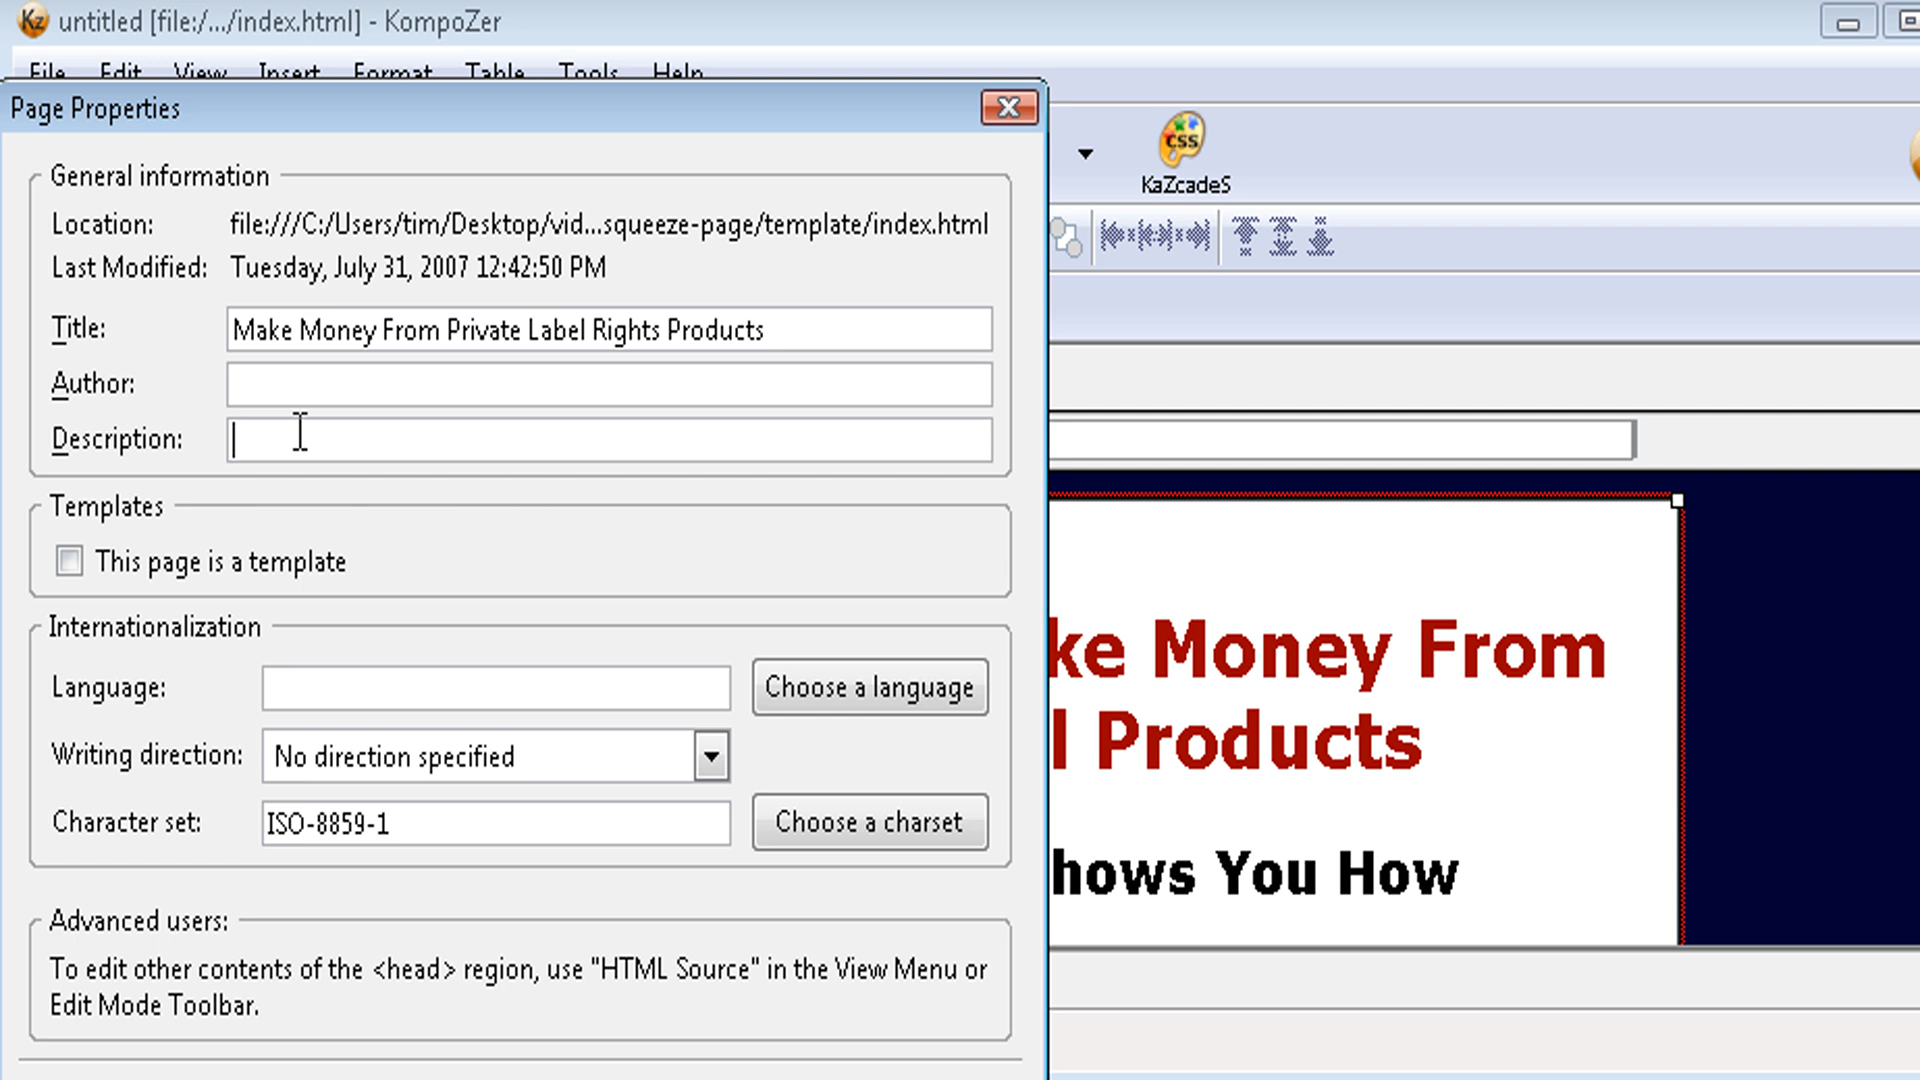 Kz untitled [file:/.../index.html] - KompoZer
File Edit View Insert Format Table Tools Help
Page Properties
CSS
KaZcadeS
General information
Location: file:///C:/Users/tim/Desktop/vid...squeeze-page/template/index.html
Last Modified: Tuesday, July 31, 2007 12:42:50 PM
Title: Make Money From Private Label Rights Products
Author:
Description:
Templates
This page is a template
Internationalization
Language: Choose a language
Writing direction: No direction specified
Character set: ISO-8859-1 Choose a charset
Advanced users:
To edit other contents of the <head> region, use "HTML Source" in the View Menu or
Edit Mode Toolbar.
ke Money From
l Products
hows You How